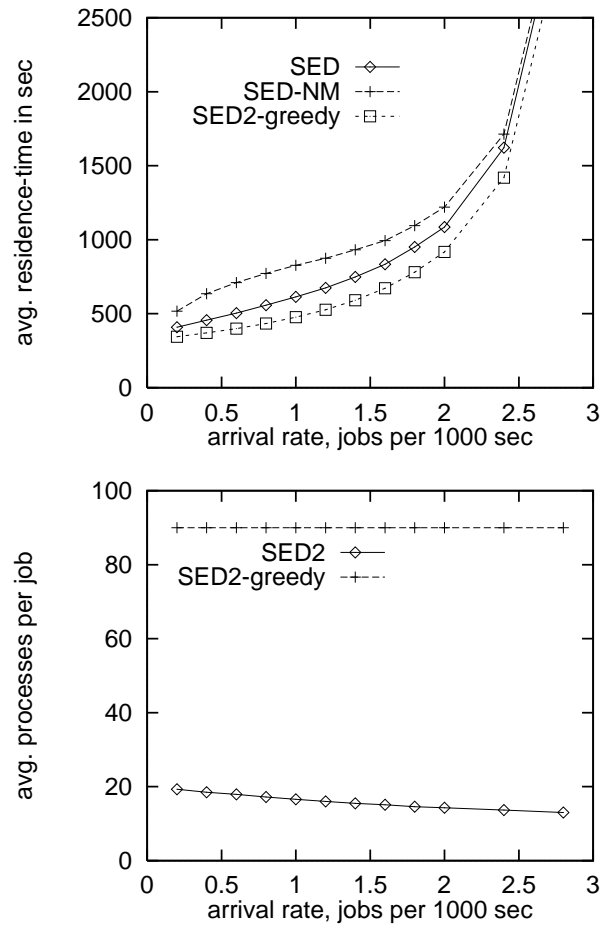 avg. residence-time in sec
2500
2000
1500
1000
500
0
SED
SED-NM
SED2-greedy
0 0.5 1 1.5 2 2.5 3
arrival rate, jobs per 1000 sec
avg. processes per job
100
80
60
40
20
0
SED2
SED2-greedy
0 0.5 1 1.5 2 2.5 3
arrival rate, jobs per 1000 sec